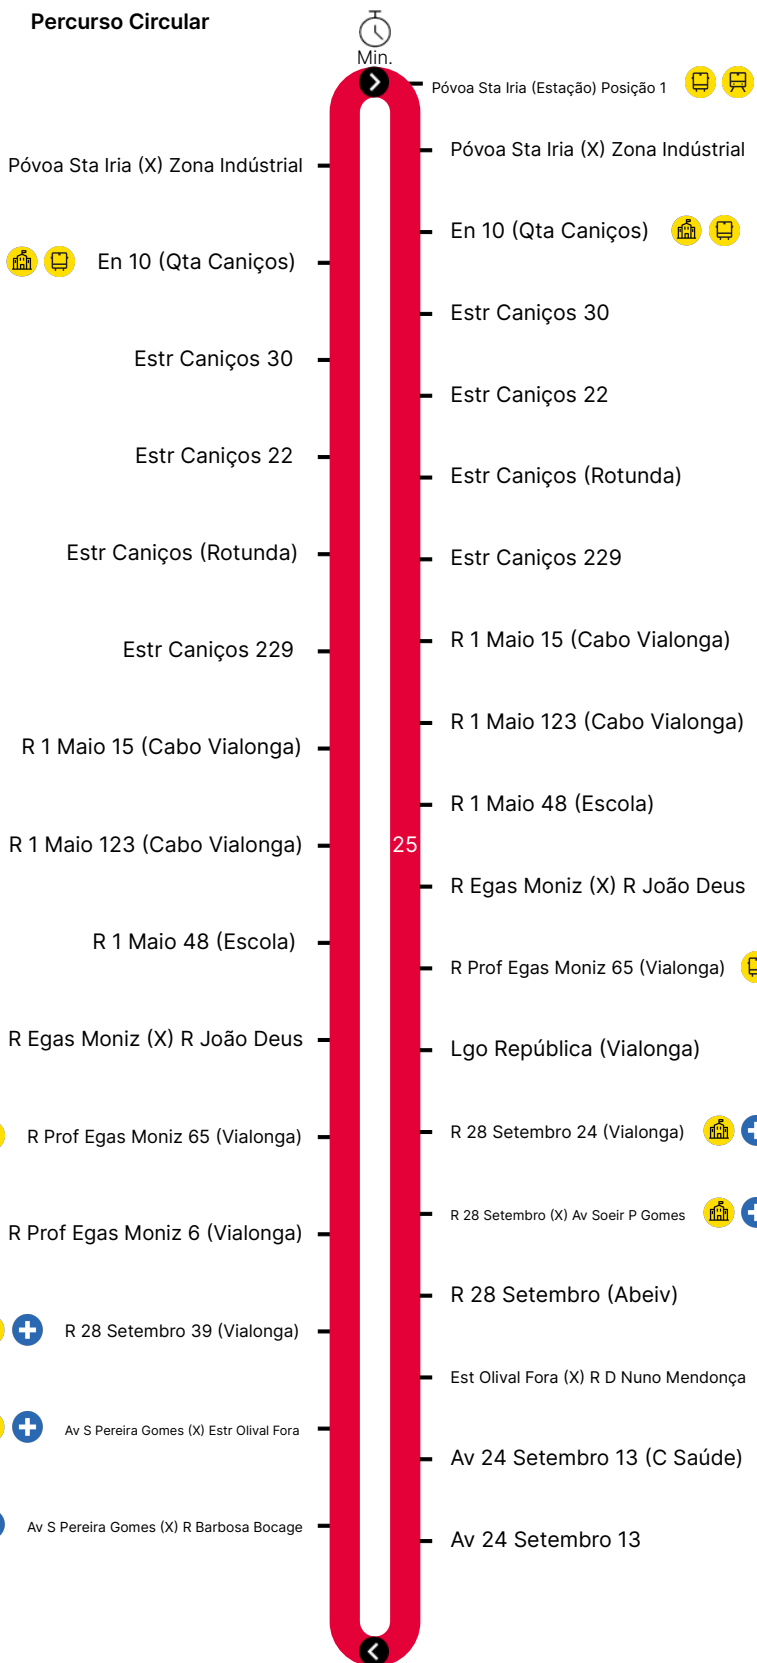 Percurso Circular
Min.
Póvoa Sta Iria (Estação) Posição 1
Póvoa Sta Iria (X) Zona Indústrial
En 10 (Qta Caniços)
Estr Caniços 30
Estr Caniços 22
Estr Caniços (Rotunda)
Estr Caniços 229
R 1 Maio 15 (Cabo Vialonga)
R 1 Maio 123 (Cabo Vialonga)
R 1 Maio 48 (Escola)
25
R Egas Moniz (X) R João Deus
R Prof Egas Moniz 65 (Vialonga)
Lgo República (Vialonga)
R 28 Setembro 24 (Vialonga)
R 28 Setembro (X) Av Soeir P Gomes
R 28 Setembro (Abeiv)
Est Olival Fora (X) R D Nuno Mendonça
Av 24 Setembro 13 (C Saúde)
Av 24 Setembro 13
Póvoa Sta Iria (X) Zona Indústrial
En 10 (Qta Caniços)
Estr Caniços 30
Estr Caniços 22
Estr Caniços (Rotunda)
Estr Caniços 229
R 1 Maio 15 (Cabo Vialonga)
R 1 Maio 123 (Cabo Vialonga)
R 1 Maio 48 (Escola)
R Egas Moniz (X) R João Deus
R Prof Egas Moniz 65 (Vialonga)
R Prof Egas Moniz 6 (Vialonga)
R 28 Setembro 39 (Vialonga)
Av S Pereira Gomes (X) Estr Olival Fora
Av S Pereira Gomes (X) R Barbosa Bocage